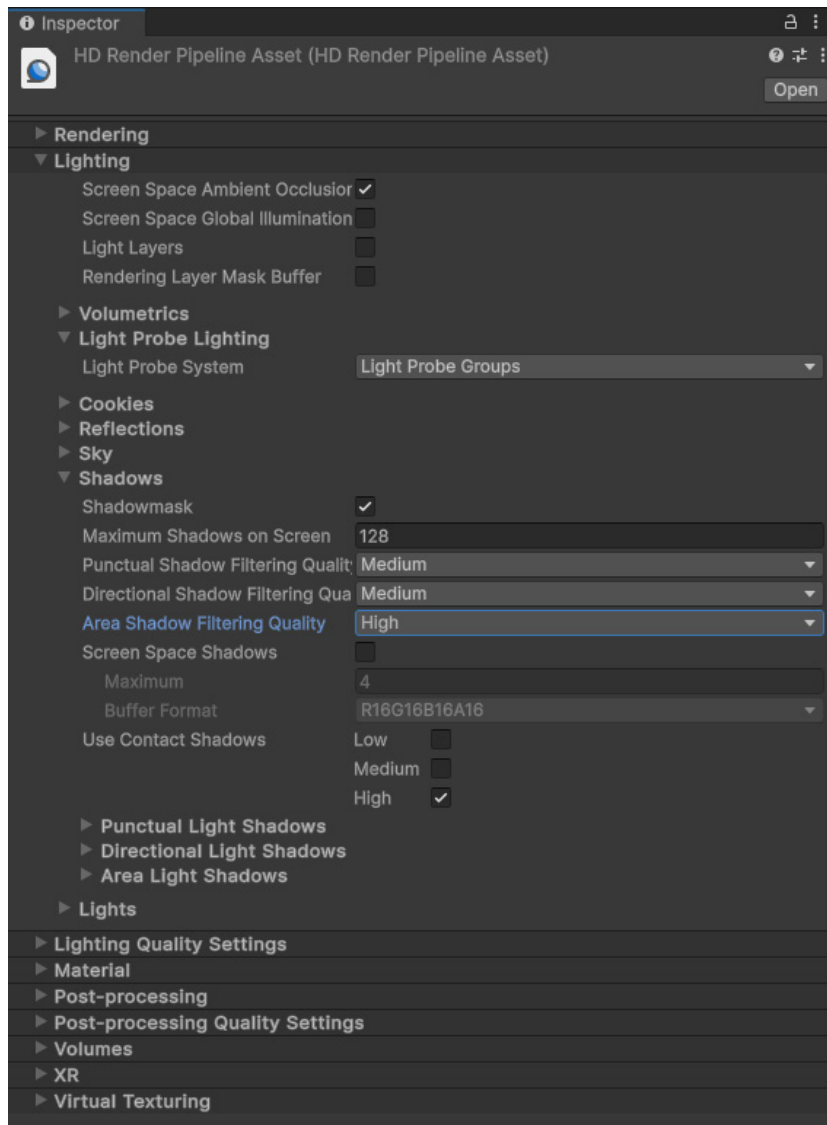 Inspector
HD Render Pipeline Asset (HD Render Pipeline Asset)
Open
Rendering
Lighting
Screen Space Ambient Occlusion
Screen Space Global Illumination
Light Layers
Rendering Layer Mask Buffer
Volumetrics
Light Probe Lighting
Light Probe System Light Probe Groups
Cookies
Reflections
Sky
Shadows
Shadowmask
Maximum Shadows on Screen 128
Punctual Shadow Filtering Quality Medium
Directional Shadow Filtering Qua Medium
Area Shadow Filtering Quality High
Screen Space Shadows
Maximum 4
Buffer Format R16G16B16A16
Use Contact Shadows Low
Medium
High
Punctual Light Shadows
Directional Light Shadows
Area Light Shadows
Lights
Lighting Quality Settings
Material
Post-processing
Post-processing Quality Settings
Volumes
XR
Virtual Texturing